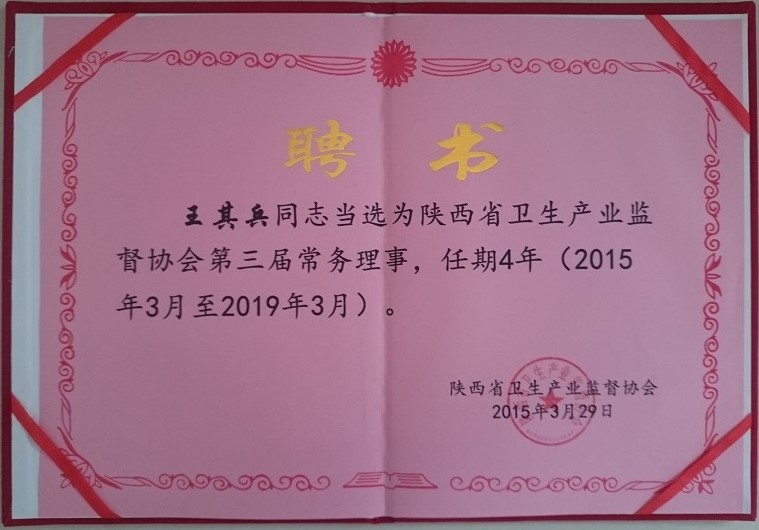 聘 书
王其兵同志当选为陕西省卫生产业监
督协会第三届常务理事，任期4年（2015
年3月至2019年3月）。
陕西省卫生产业监督协会
2015年3月29日